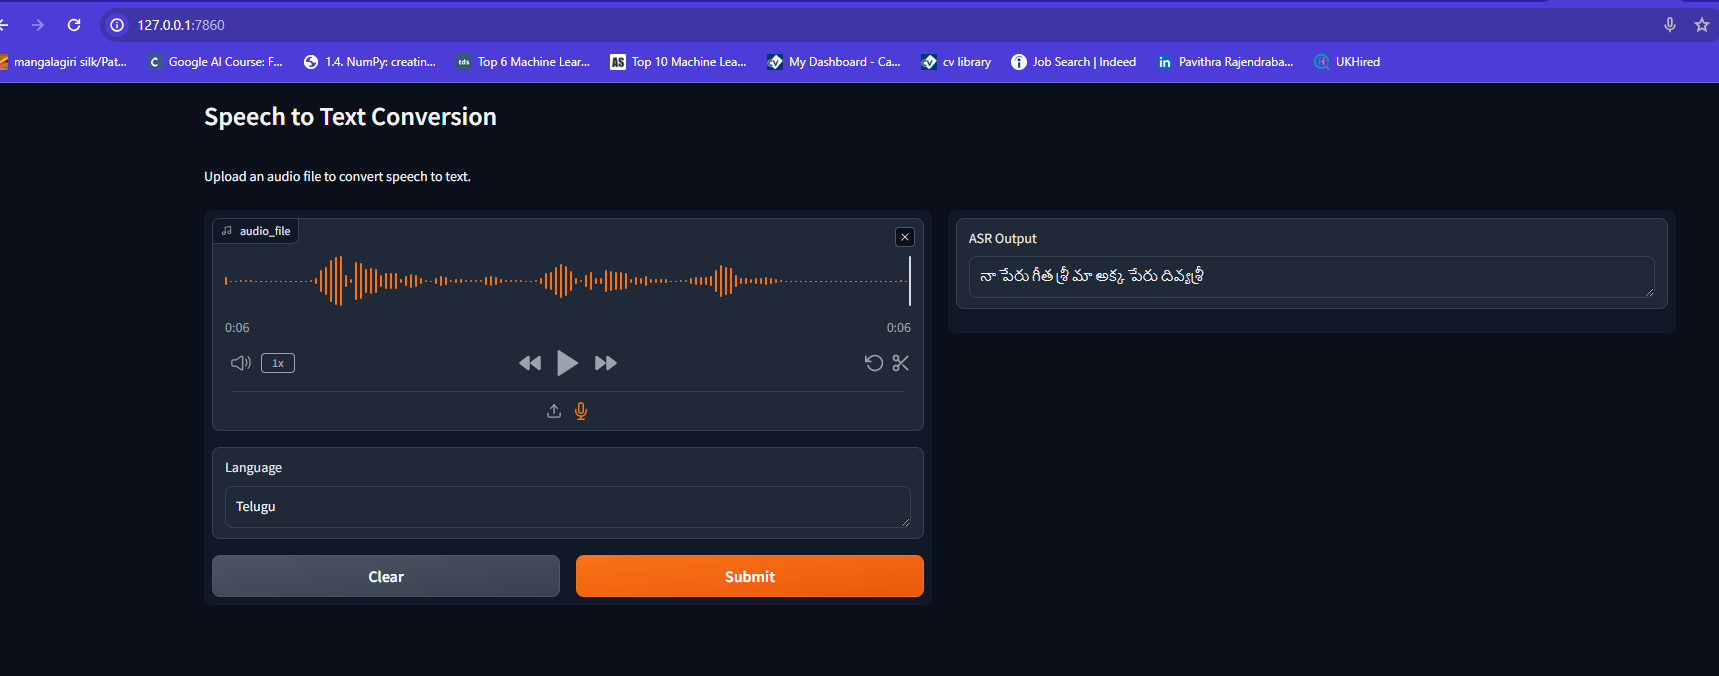 127.0.0.1:7860
mangalagiri silk/Pat...
Google AI Course: F...
1.4. NumPy: creatin...
tds
Top 6 Machine Lear...
AS
Top 10 Machine Lea...
My Dashboard - Ca...
cv library
Job Search | Indeed
in
Pavithra Rajendraba...
UKHired
Speech to Text Conversion
Upload an audio file to convert speech to text.
audio_file
0:06
0:06
1x
Language
Telugu
Clear
Submit
ASR Output
నా పేరు గీత శ్రీ మా అక్క పేరు దివ్యశ్రీ